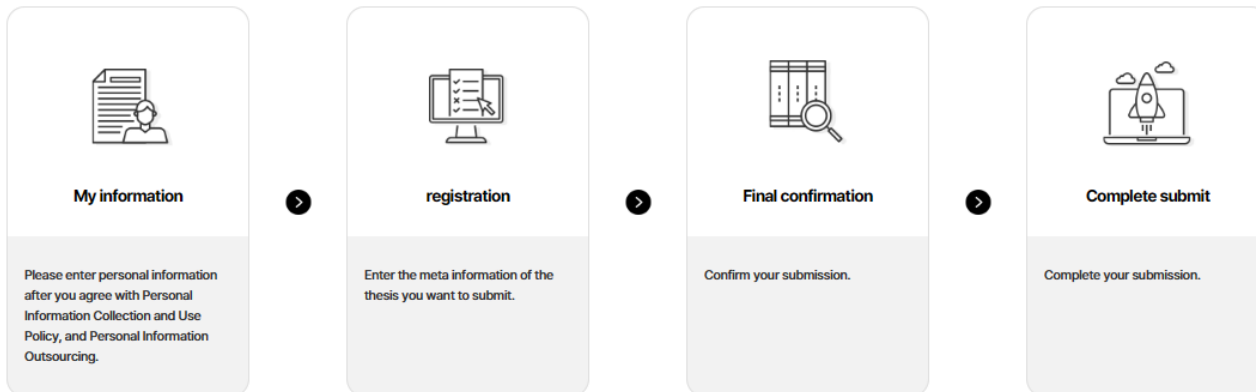 My information
Please enter personal information
after you agree with Personal
Information Collection and Use
Policy, and Personal Information
Outsourcing.
registration
Enter the meta information of the
thesis you want to submit.
Final confirmation
Confirm your submission.
Complete submit
Complete your submission.